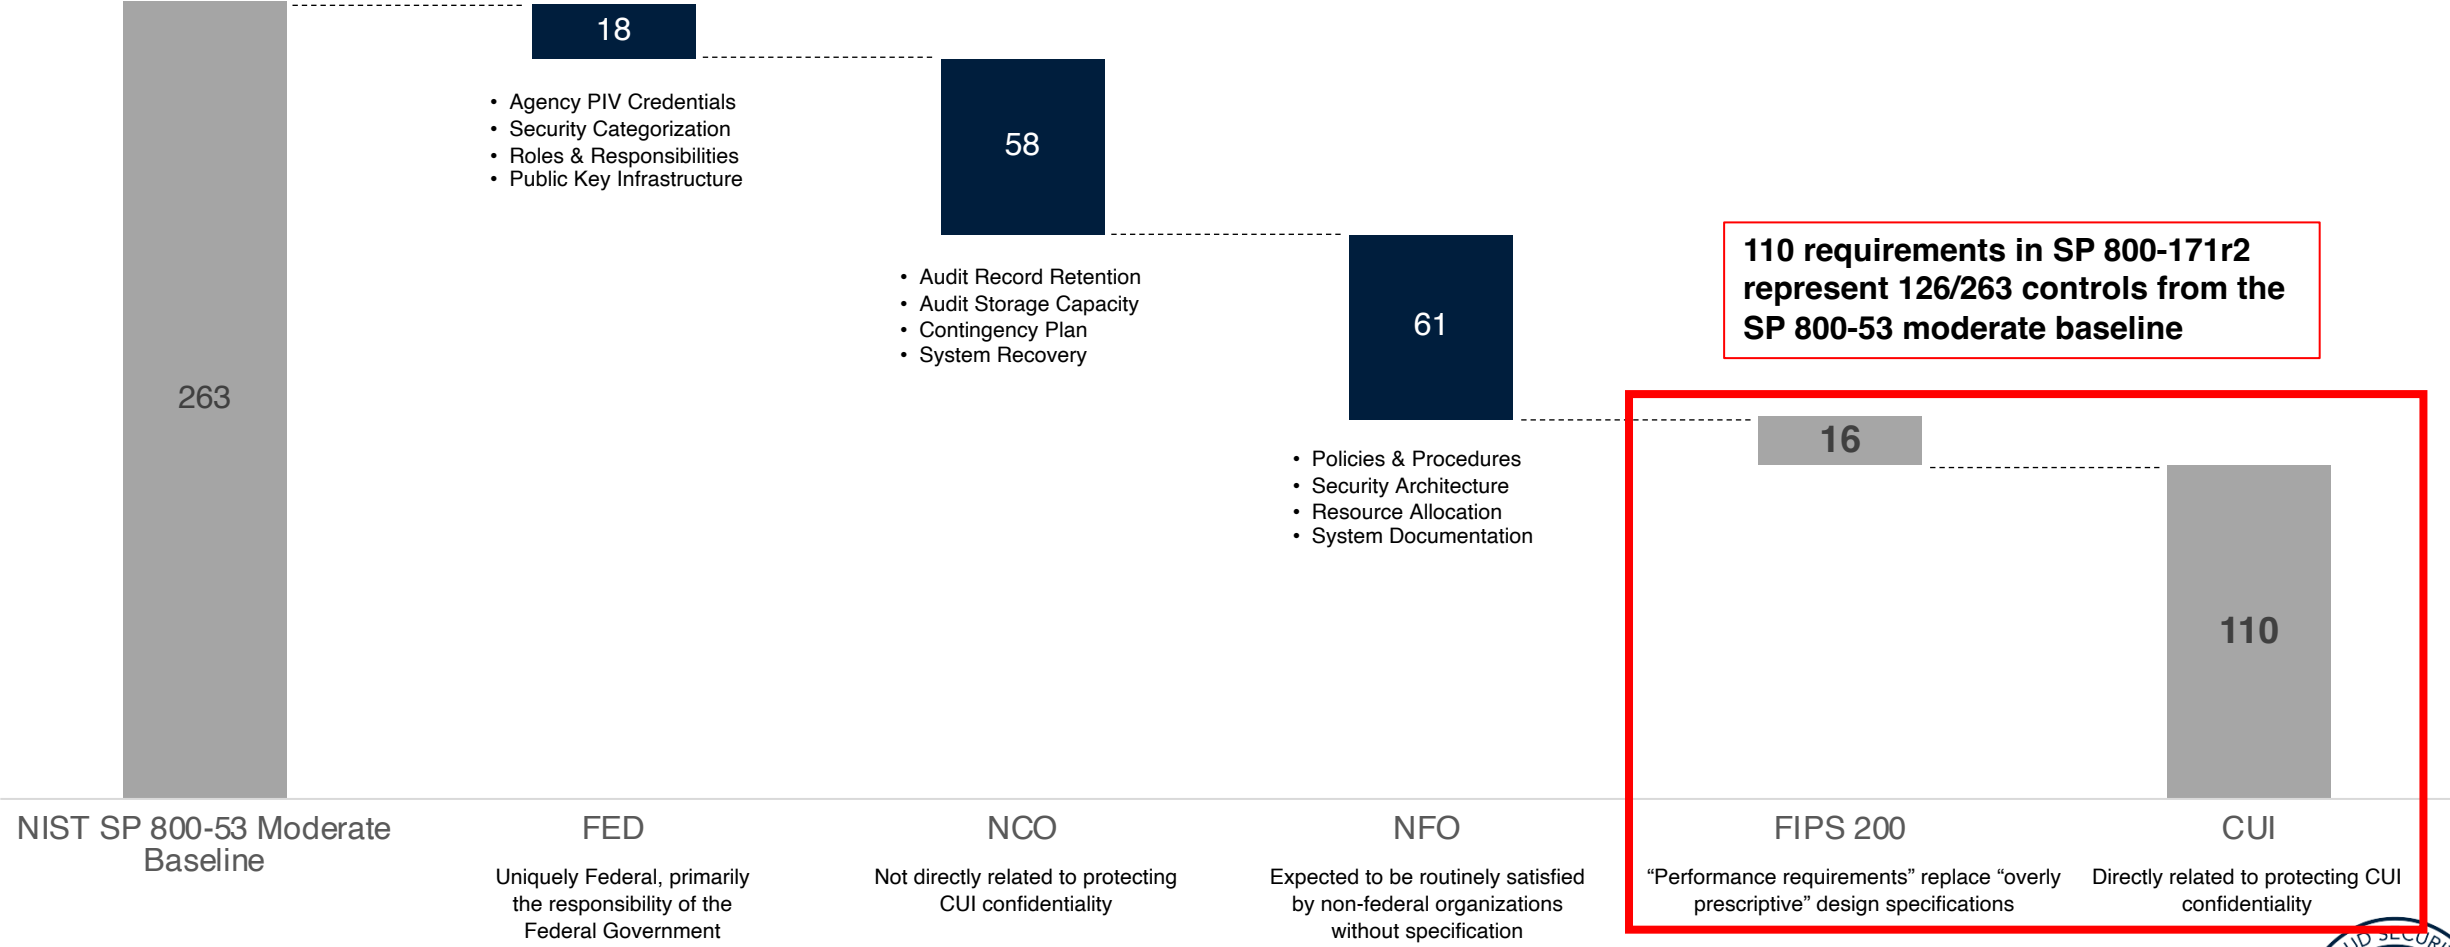 18
• Agency PIV Credentials
• Security Categorization
• Roles & Responsibilities
• Public Key Infrastructure
58
• Audit Record Retention
• Audit Storage Capacity
• Contingency Plan
• System Recovery
61
• Policies & Procedures
• Security Architecture
• Resource Allocation
• System Documentation
110 requirements in SP 800-171r2
represent 126/263 controls from the
SP 800-53 moderate baseline
263
16
110
NIST SP 800-53 Moderate
Baseline
FED
Uniquely Federal, primarily
the responsibility of the
Federal Government
NCO
Not directly related to protecting
CUI confidentiality
NFO
Expected to be routinely satisfied
by non-federal organizations
without specification
FIPS 200
“Performance requirements” replace “overly
prescriptive” design specifications
CUI
Directly related to protecting CUI
confidentiality